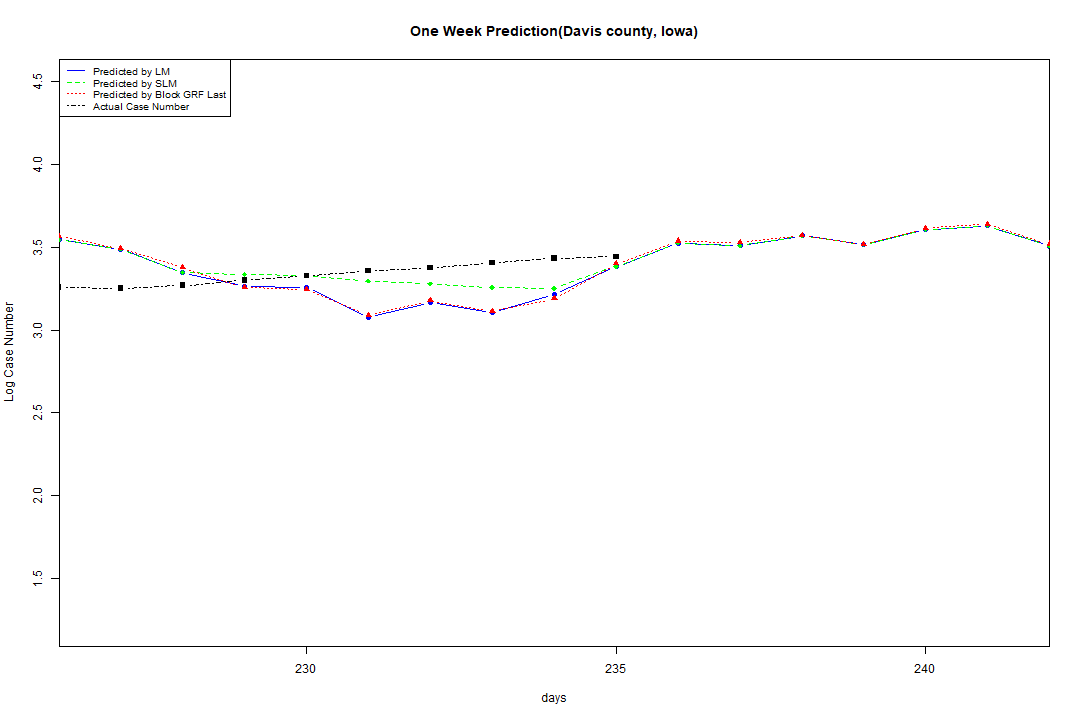 One Week Prediction(Davis county, Iowa)
Predicted by LM
Predicted by SLM
Predicted by Block GRF Last
Actual Case Number
4.5
4.0
3.5
3.0
2.5
2.0
1.5
Log Case Number
230
235
240
days